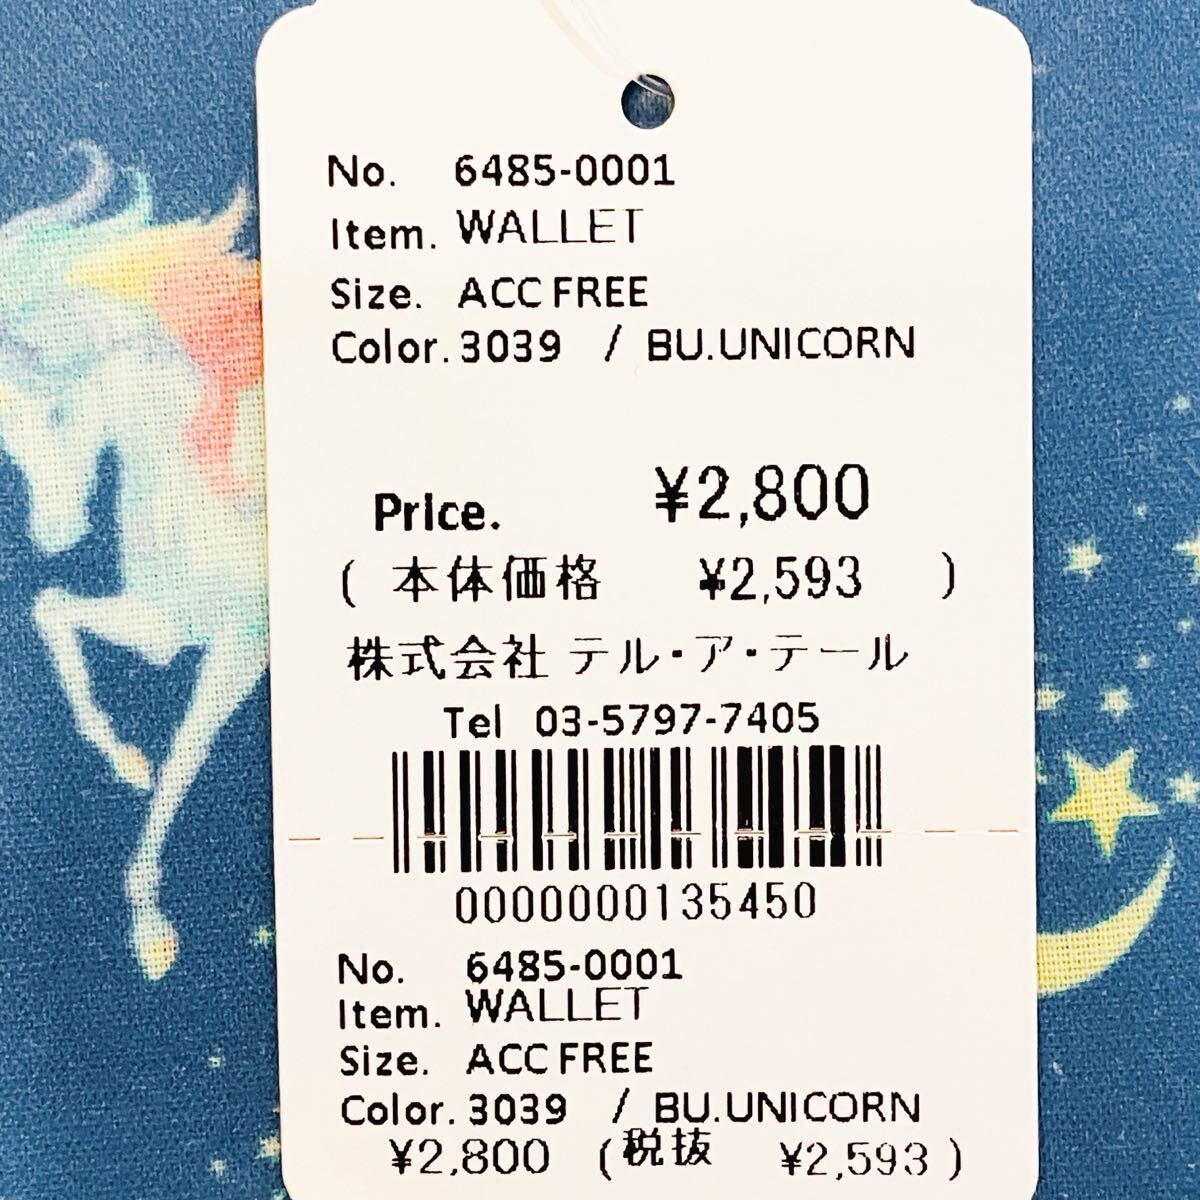 No. 6485-0001
Item. WALLET
Size. ACC FREE
Color. 3039 / BU.UNICORN
Price. ¥2,800
( 本体価格 ¥2,593 )
株式会社 テル・ア・テール
Tel 03-5797-7405
0000000135450
No. 6485-0001
Item. WALLET
Size. ACC FREE
Color. 3039 / BU.UNICORN
¥2,800 ( 税抜 ¥2,593 )